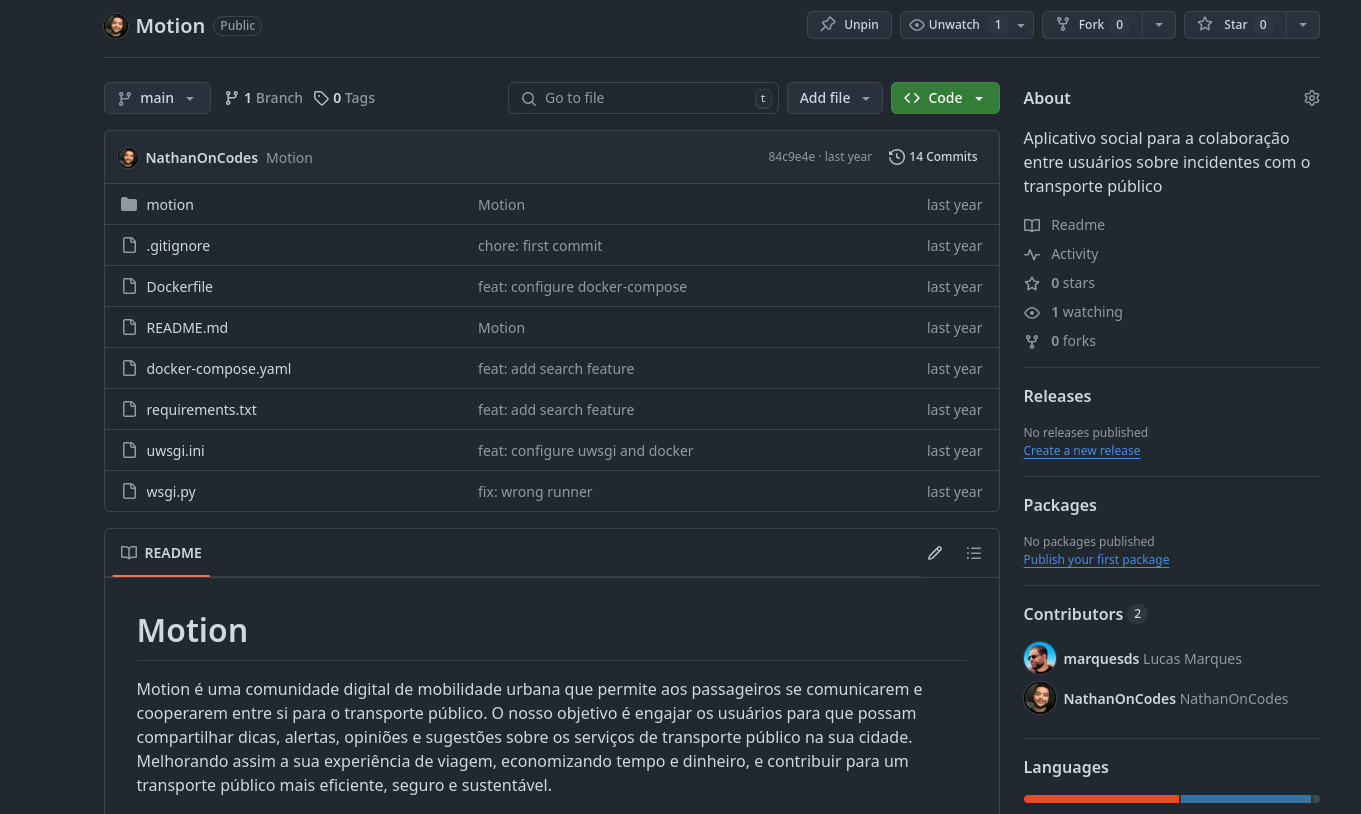 Motion Public Unpin Unwatch 1 Fork 0 Star 0
main 1 Branch 0 Tags Go to file t Add file Code
NathanOnCodes Motion 84c9e4e · last year 14 Commits
motion Motion last year
.gitignore chore: first commit last year
Dockerfile feat: configure docker-compose last year
README.md Motion last year
docker-compose.yaml feat: add search feature last year
requirements.txt feat: add search feature last year
uwsgi.ini feat: configure uwsgi and docker last year
wsgi.py fix: wrong runner last year
README
Motion
Motion é uma comunidade digital de mobilidade urbana que permite aos passageiros se comunicarem e
cooperarem entre si para o transporte público. O nosso objetivo é engajar os usuários para que possam
compartilhar dicas, alertas, opiniões e sugestões sobre os serviços de transporte público na sua cidade.
Melhorando assim a sua experiência de viagem, economizando tempo e dinheiro, e contribuir para um
transporte público mais eficiente, seguro e sustentável.
About
Aplicativo social para a colaboração
entre usuários sobre incidentes com o
transporte público
Readme
Activity
0 stars
1 watching
0 forks
Releases
No releases published
Create a new release
Packages
No packages published
Publish your first package
Contributors 2
marquesds Lucas Marques
NathanOnCodes NathanOnCodes
Languages